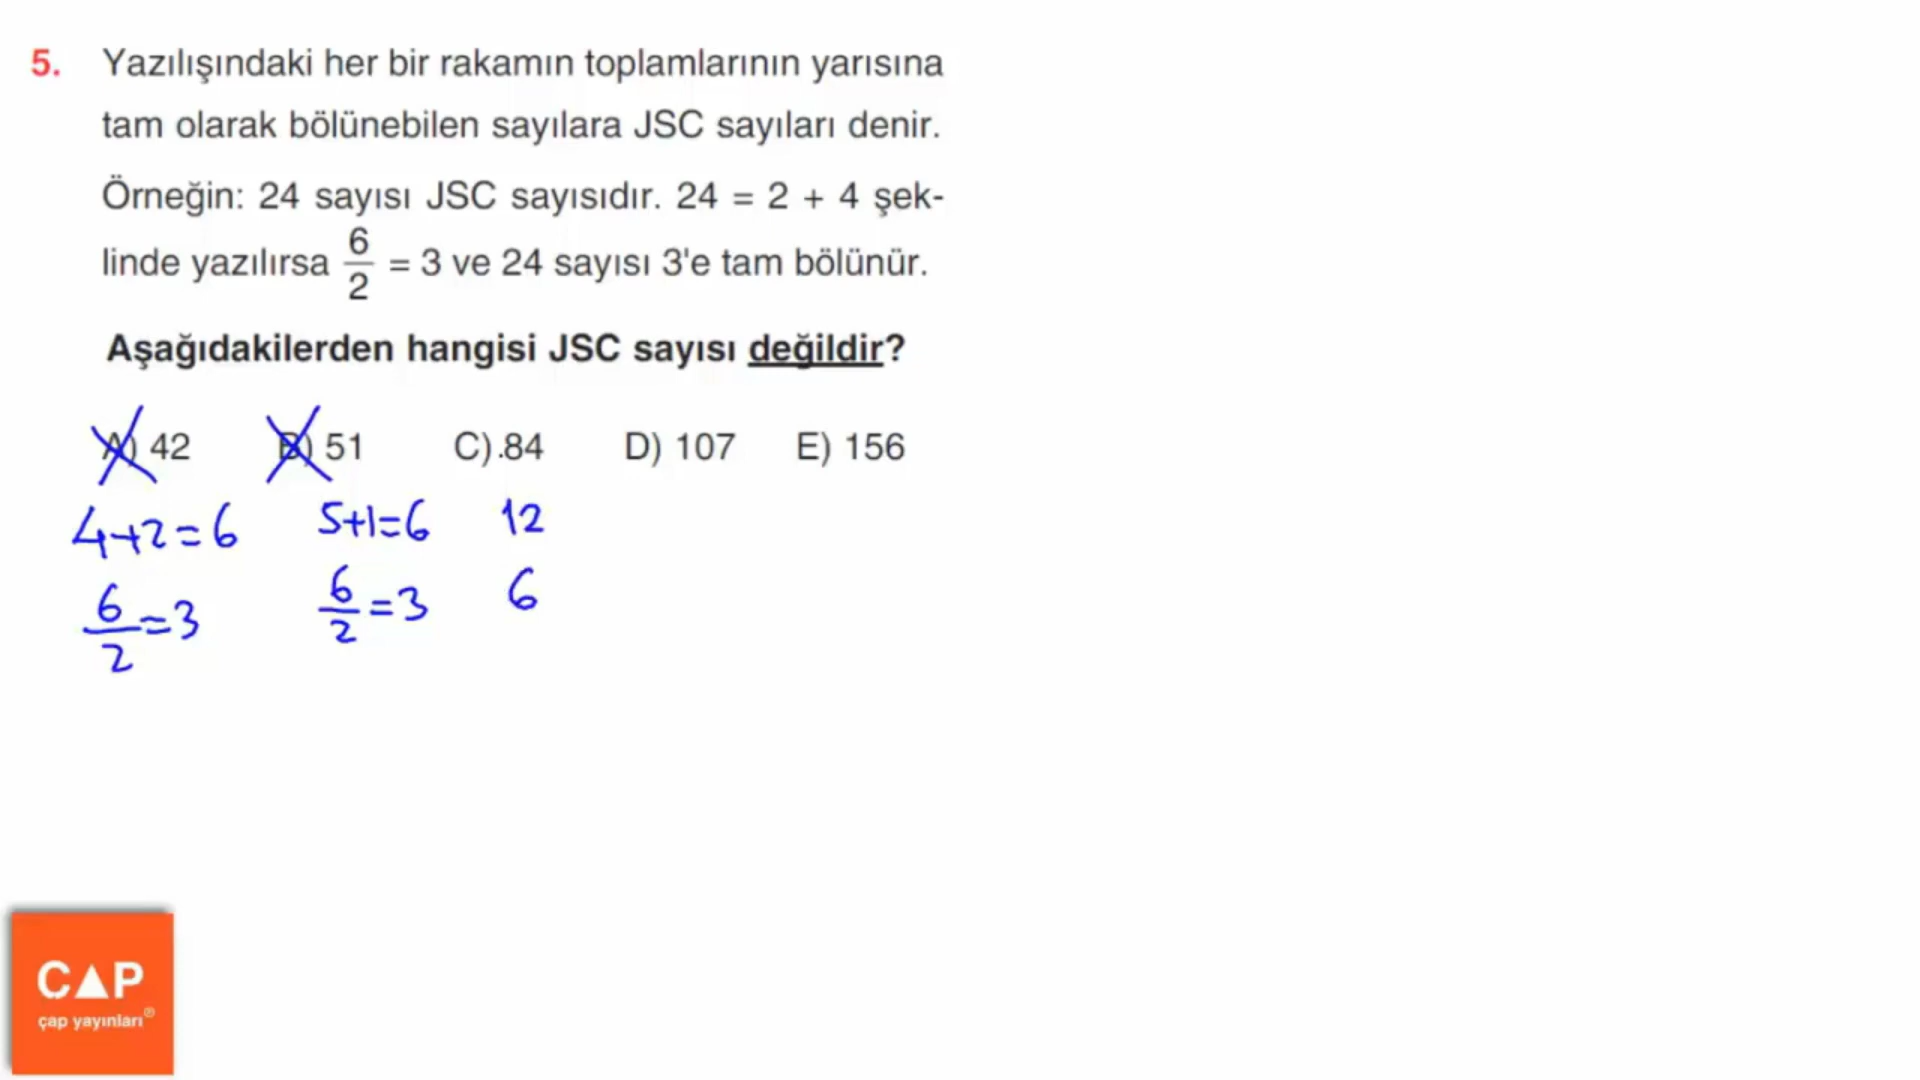 5. Yazılışındaki her bir rakamın toplamlarının yarısına
tam olarak bölünebilen sayılara JSC sayıları denir.
Örneğin: 24 sayısı JSC sayısıdır. 24 = 2 + 4 şek-
linde yazılırsa 6/2 = 3 ve 24 sayısı 3'e tam bölünür.
Aşağıdakilerden hangisi JSC sayısı değildir?
A) 42 B) 51 C) 84 D) 107 E) 156
4+2=6 5+1=6 12
6/2=3 6/2=3 6
CAP
çap yayınları®